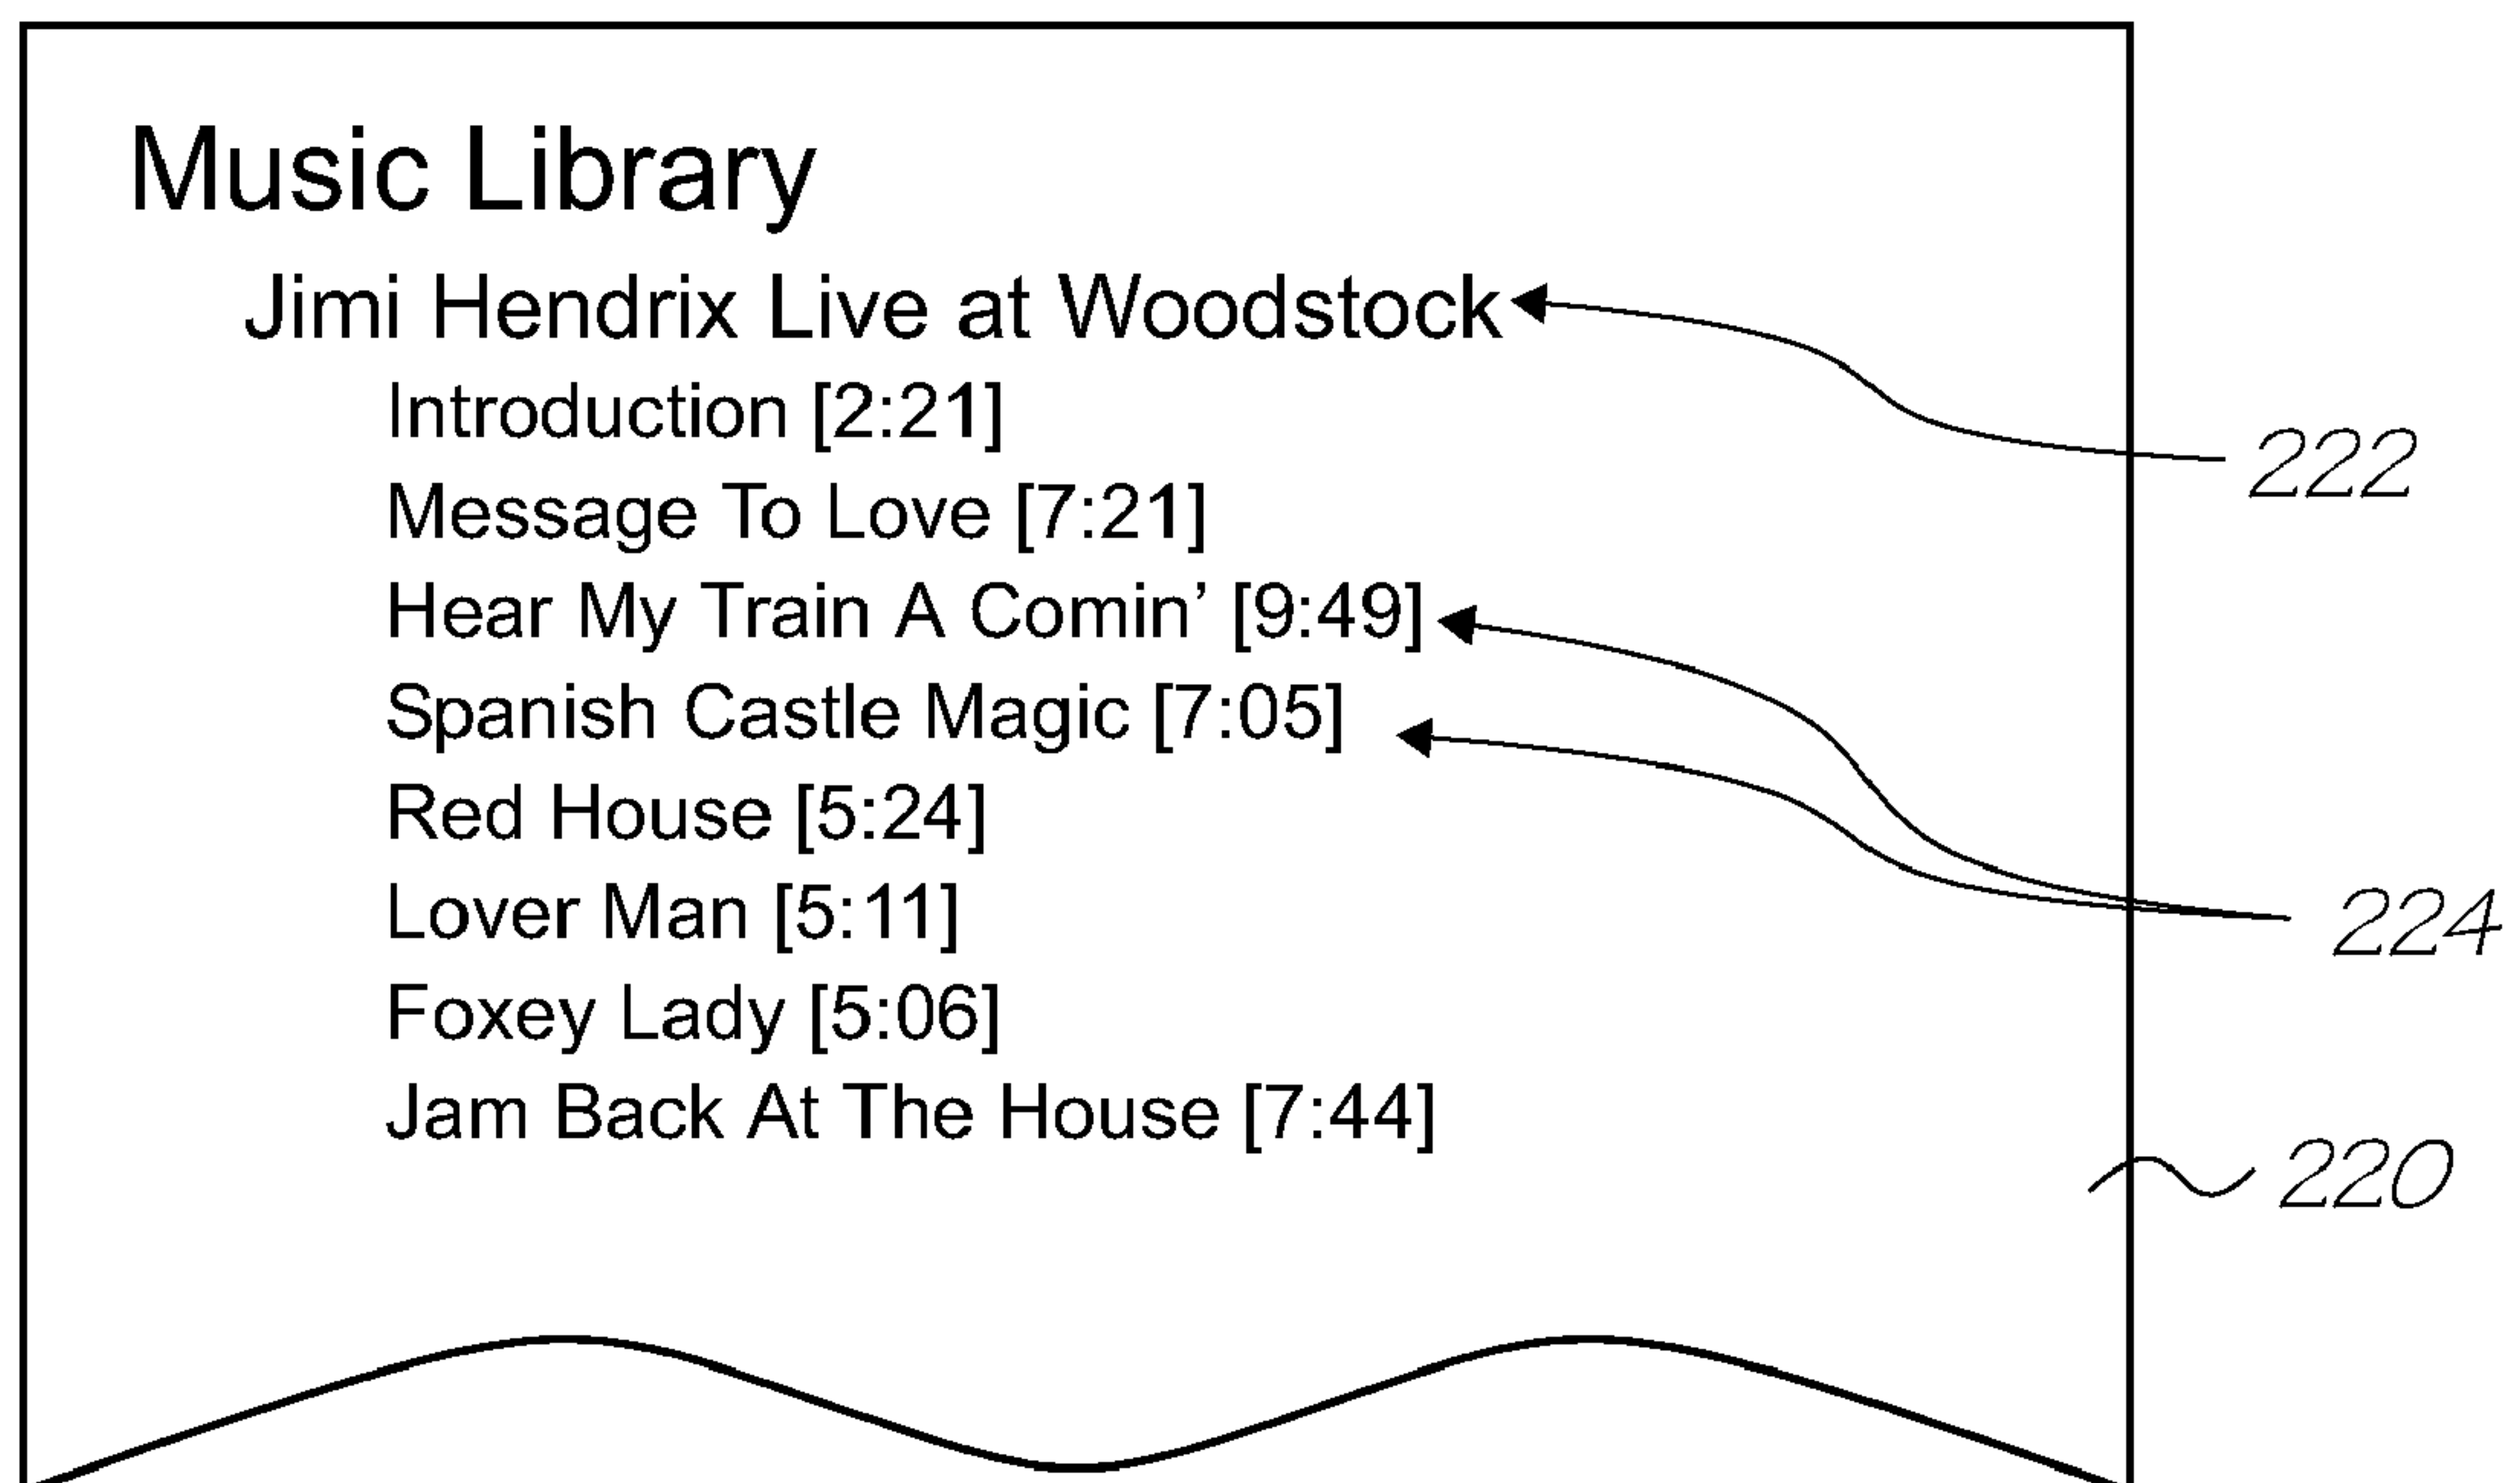 Music Library
Jimi Hendrix Live at Woodstock
Introduction [2:21]
222
Message To Love [7:21]
Hear My Train A Comin’ [9:49]
Spanish Castle Magic [7:05]
Red House [5:24]
Lover Man [5:11]
224
Foxey Lady [5:06]
Jam Back At The House [7:44]
220